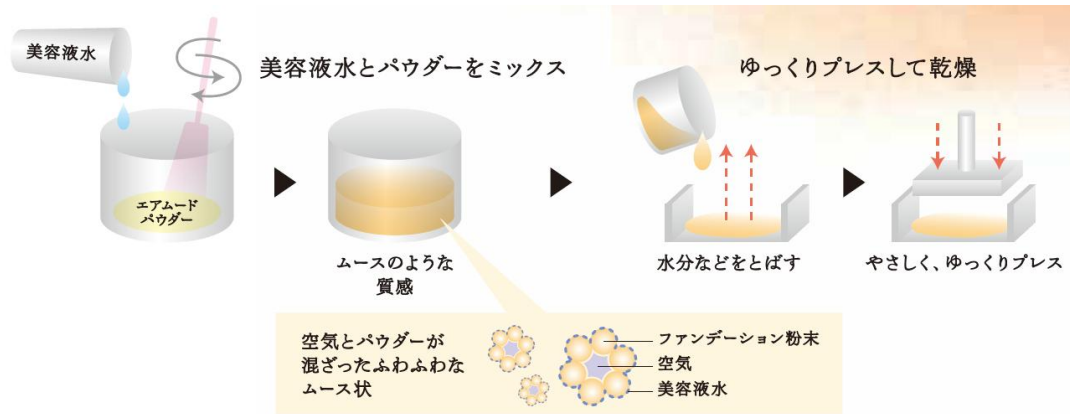 美容液水
エアムード
パウダー
美容液水とパウダーをミックス
ムースのような
質感
空気とパウダーが
混ざったふわふわな
ムース状
ファンデーション粉末
空気
美容液水
ゆっくりプレスして乾燥
水分などをとばす
やさしく、ゆっくりプレス